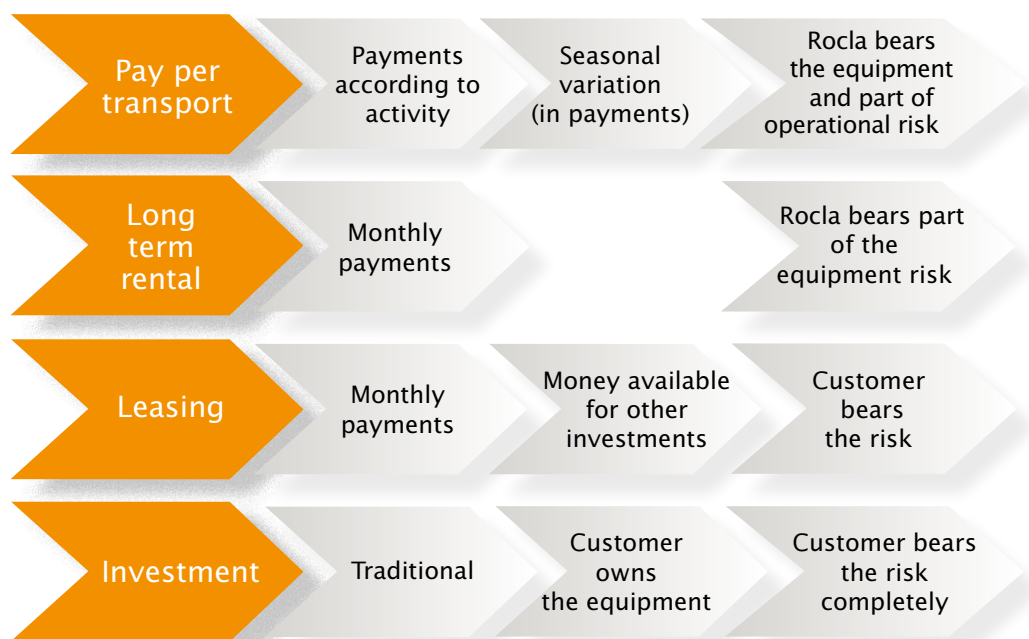 Pay per
transport
Payments
according to
activity
Seasonal
variation
(in payments)
Rocla bears
the equipment
and part of
operational risk
Long
term
rental
Monthly
payments
Rocla bears part
of the
equipment risk
Leasing
Monthly
payments
Money available
for other
investments
Customer
bears
the risk
Investment
Traditional
Customer
owns
the equipment
Customer bears
the risk
completely